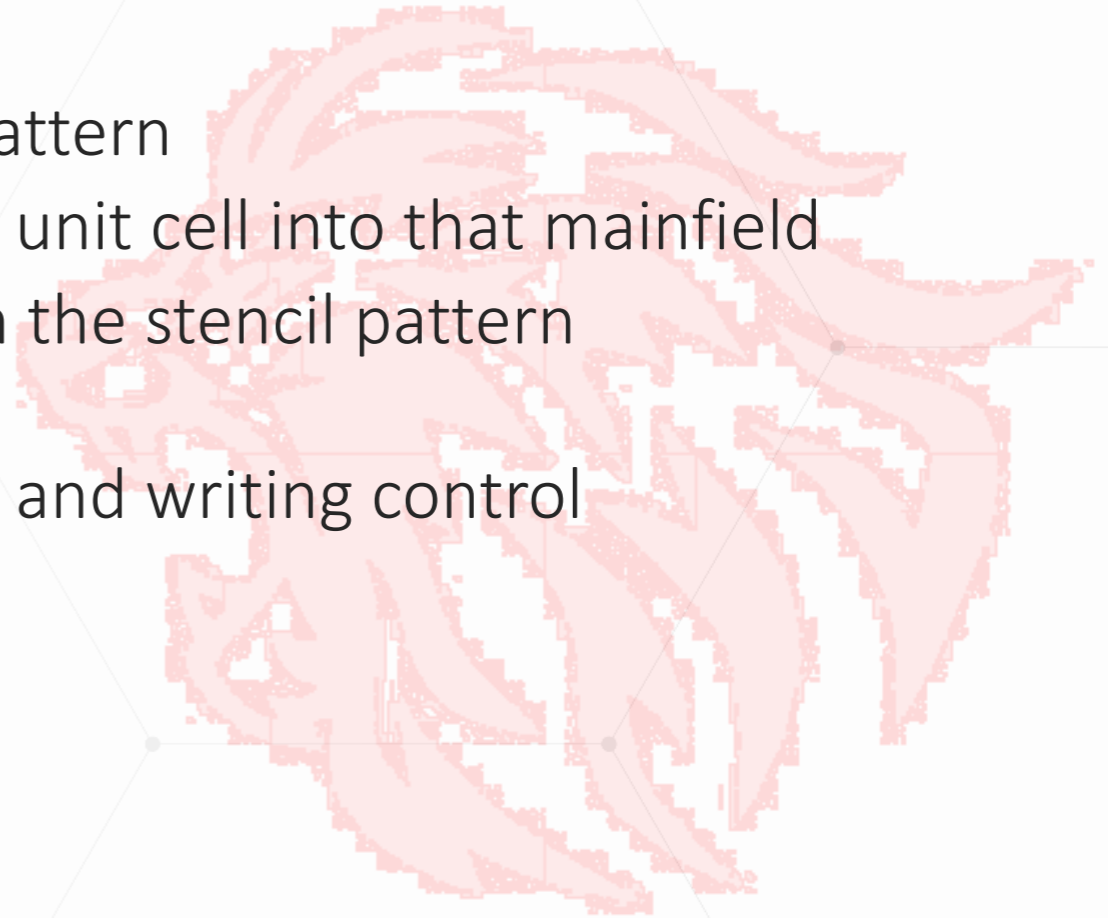 attern
unit cell into that mainfield
the stencil pattern
and writing control